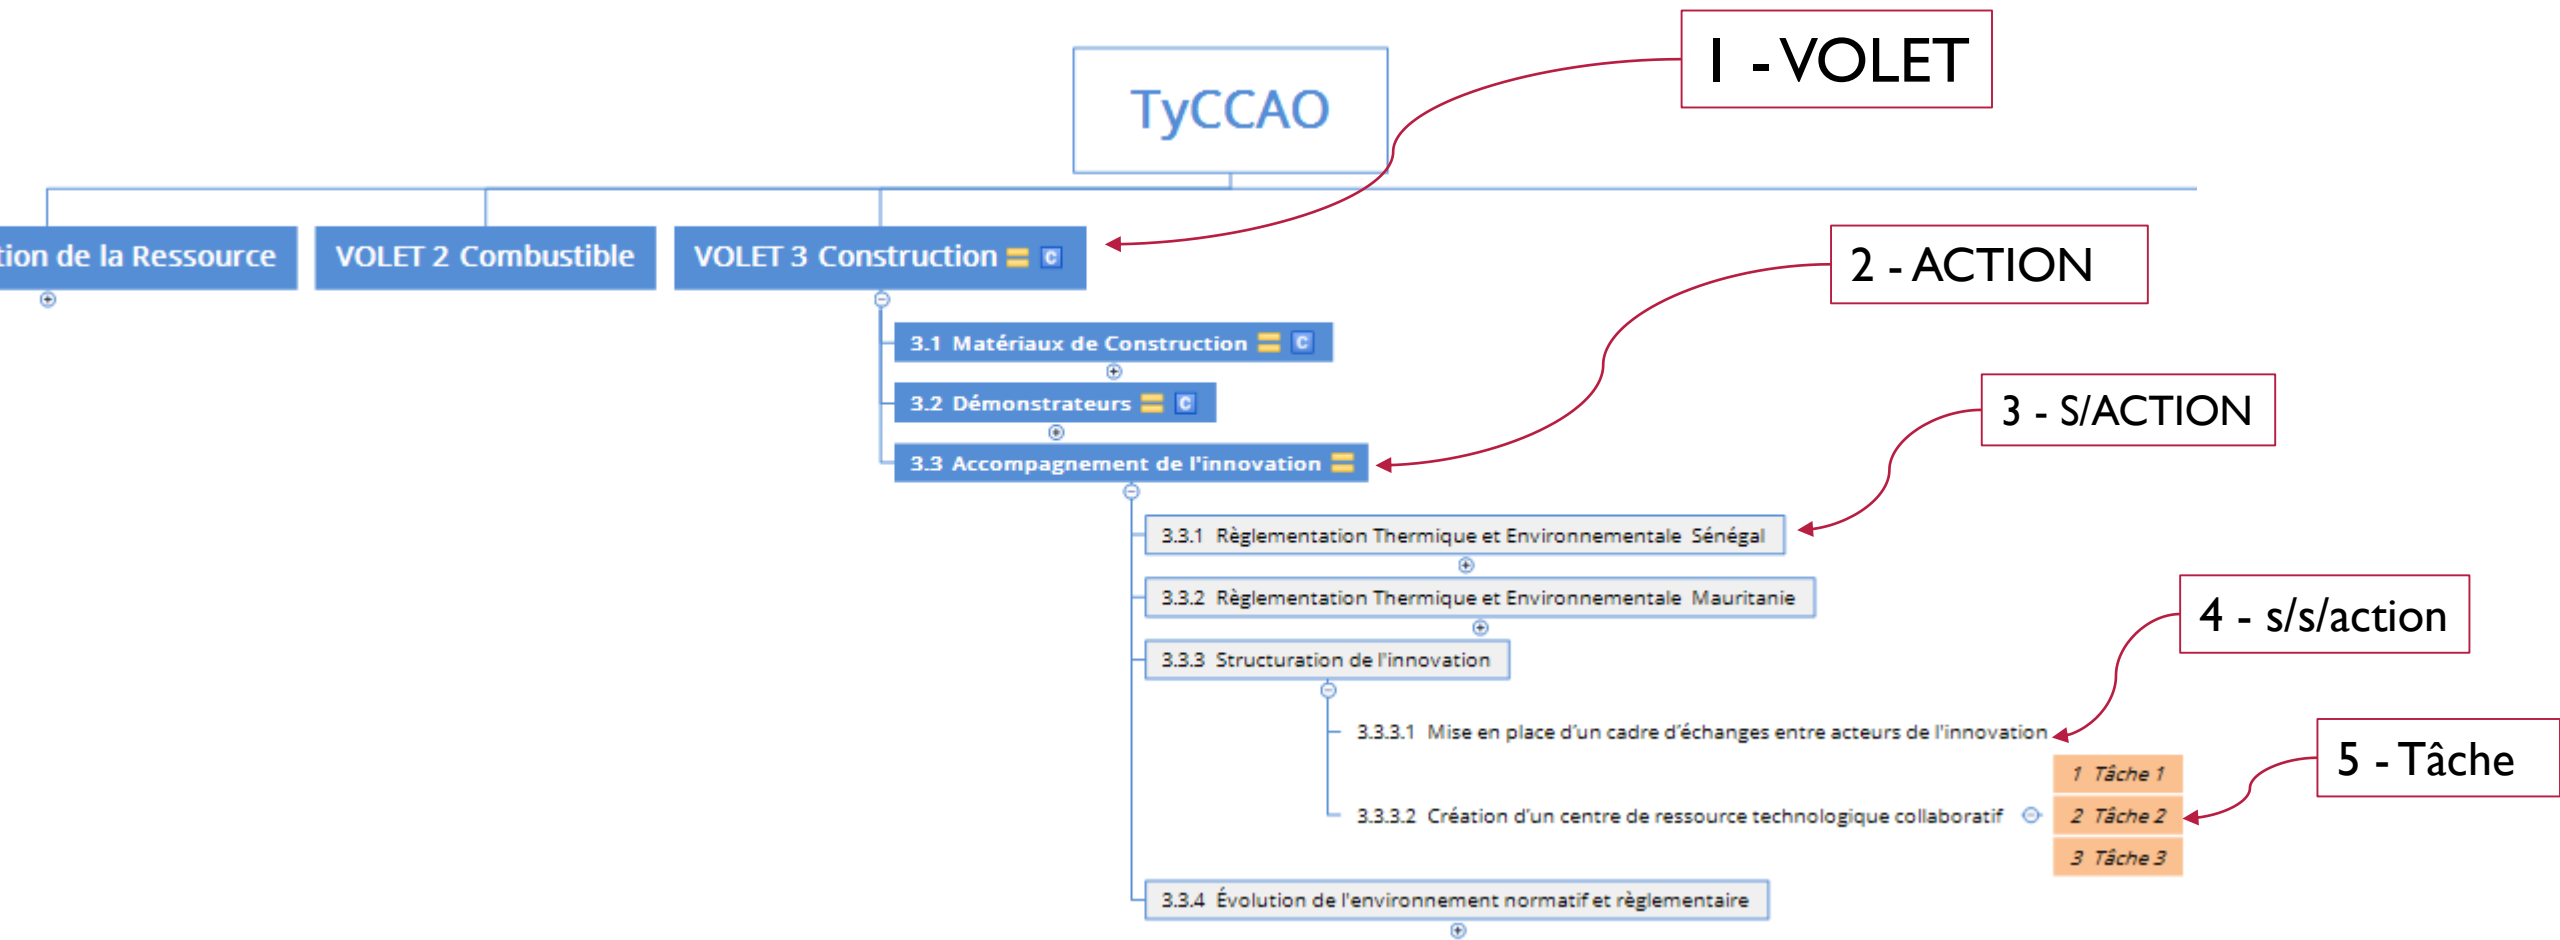 1 - VOLET
TyCCAO
de la Ressource
VOLET 2 Combustible
VOLET 3 Construction
C
2 - ACTION
3.1 Matériaux de Construction
C
3.2 Démonstrateurs
C
3 - S/ACTION
3.3 Accompagnement de l'innovation
3.3.1 Règlementation Thermique et Environnementale Sénégal
3.3.2 Règlementation Thermique et Environnementale Mauritanie
4 - s/s/action
3.3.3 Structuration de l'innovation
3.3.3.1 Mise en place d'un cadre d'échanges entre acteurs de l'innovation
5 - Tâche
1 Tâche 1
3.3.3.2 Création d'un centre de ressource technologique collaboratif
2 Tâche 2
3 Tâche 3
3.3.4 Évolution de l'environnement normatif et règlementaire